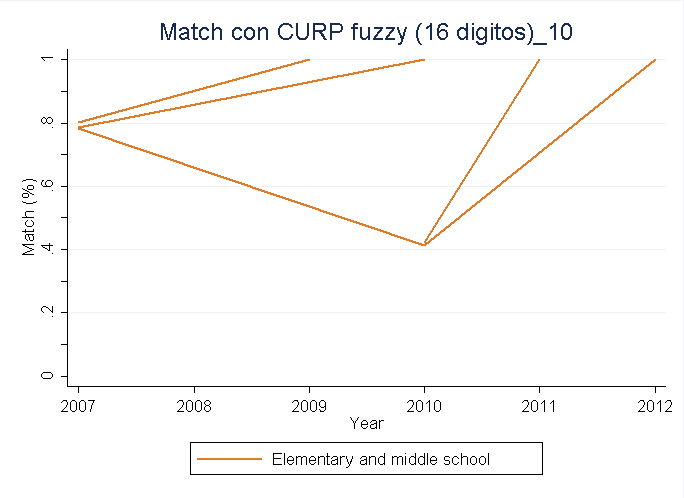 Match con CURP fuzzy (16 digitos)_10
Match (%)
1
.8
.6
.4
.2
0
2007 2008 2009 2010 2011 2012
Year
Elementary and middle school